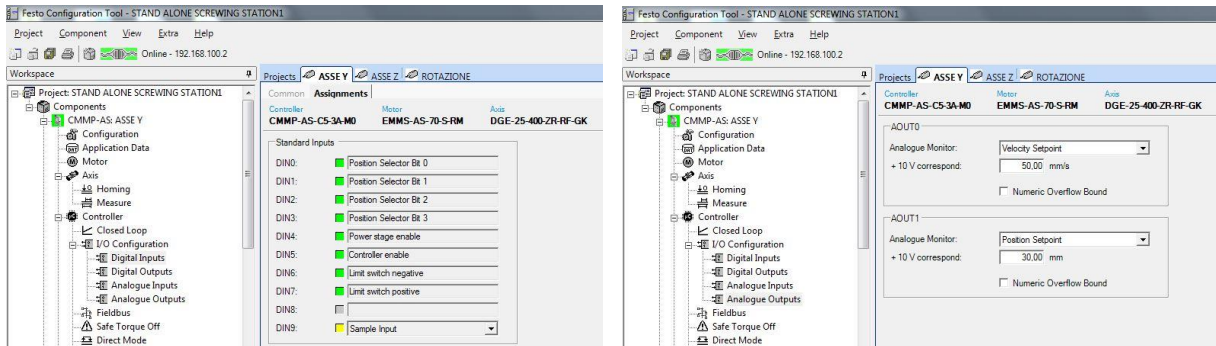 Festo Configuration Tool - STAND ALONE SCREWING STATION1
Project Component View Extra Help
Online - 192.168.100.2
Workspace
Project: STAND ALONE SCREWING STATION1
Components
CMMP-AS: ASSE Y
Configuration
Application Data
Motor
Axis
Homing
Measure
Controller
Closed Loop
I/O Configuration
Digital Inputs
Digital Outputs
Analogue Inputs
Analogue Outputs
Fieldbus
Safe Torque Off
Direct Mode
Projects ASSE Y ASSE Z ROTAZIONE
Common Assignments
Controller Motor Axis
CMMP-AS-C5-3A-M0 EMMS-AS-70-S-RM DGE-25-400-ZR-RF-GK
Standard Inputs
DIN0: Position Selector Bit 0
DIN1: Position Selector Bit 1
DIN2: Position Selector Bit 2
DIN3: Position Selector Bit 3
DIN4: Power stage enable
DIN5: Controller enable
DIN6: Limit switch negative
DIN7: Limit switch positive
DIN8:
DIN9: Sample Input
Festo Configuration Tool - STAND ALONE SCREWING STATION1
Project Component View Extra Help
Online - 192.168.100.2
Workspace
Project: STAND ALONE SCREWING STATION1
Components
CMMP-AS: ASSE Y
Configuration
Application Data
Motor
Axis
Homing
Measure
Controller
Closed Loop
I/O Configuration
Digital Inputs
Digital Outputs
Analogue Inputs
Analogue Outputs
Fieldbus
Safe Torque Off
Direct Mode
Projects ASSE Y ASSE Z ROTAZIONE
Controller Motor Axis
CMMP-AS-C5-3A-M0 EMMS-AS-70-S-RM DGE-25-400-ZR-RF-GK
AOUT0
Analogue Monitor: Velocity Setpoint
+ 10 V correspond: 50,00 mm/s
Numeric Overflow Bound
AOUT1
Analogue Monitor: Position Setpoint
+ 10 V correspond: 30,00 mm
Numeric Overflow Bound